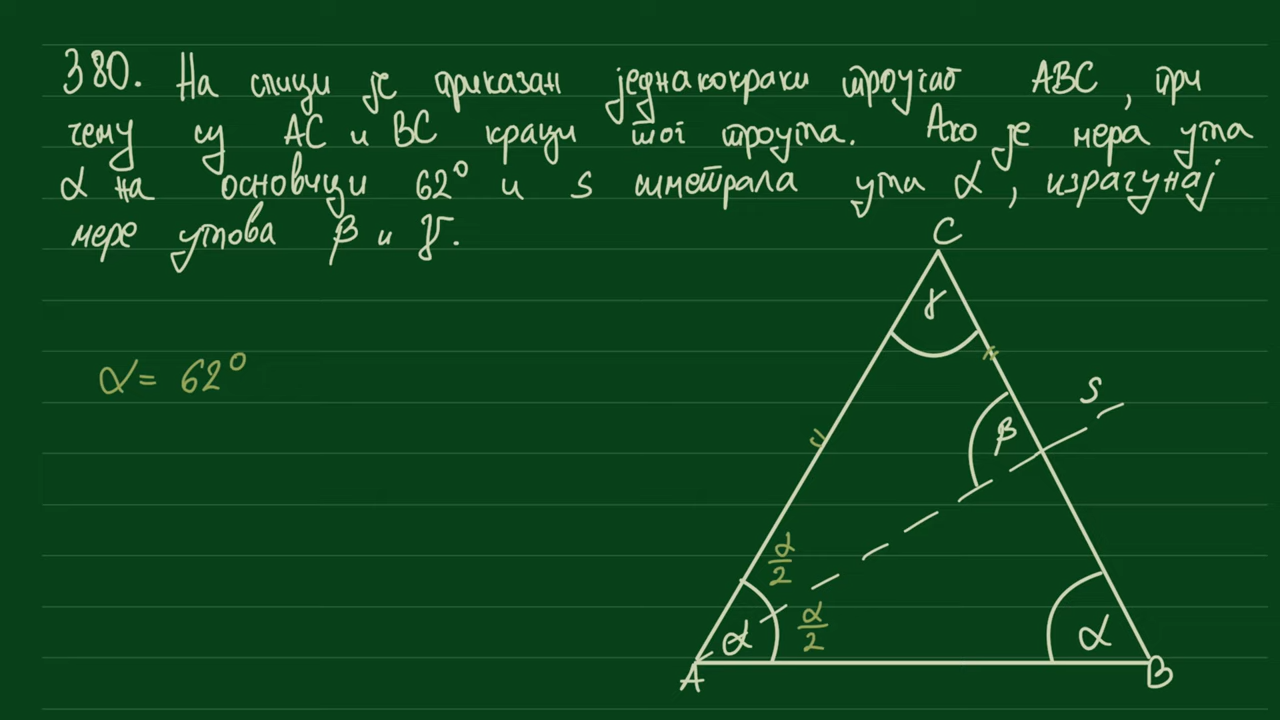 380. На слици је приказан једнакокраки троугао ABC, при
чему су AC и BC краци тог троугла. Ако је мера угла
α на основици 62° и s симетрала угла α, израчунај
мере углова β и γ.
C
γ
α = 62°
s
β
α/2
α/2
α
α
A
B